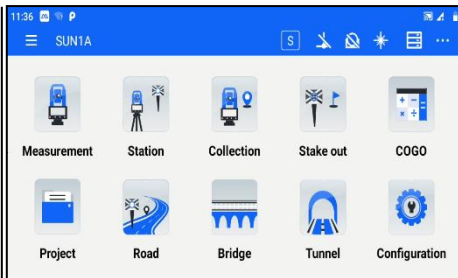 11:36
SUN1A
S
Measurement Station Collection Stake out COGO
Project Road Bridge Tunnel Configuration